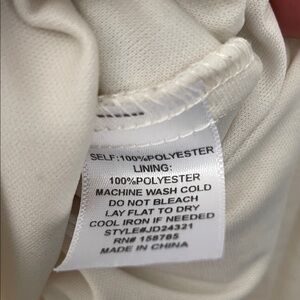 SELF:100%POLYESTER
LINING:
100%POLYESTER
MACHINE WASH COLD
DO NOT BLEACH
LAY FLAT TO DRY
COOL IRON IF NEEDED
STYLE#JD24321
RN# 158785
MADE IN CHINA